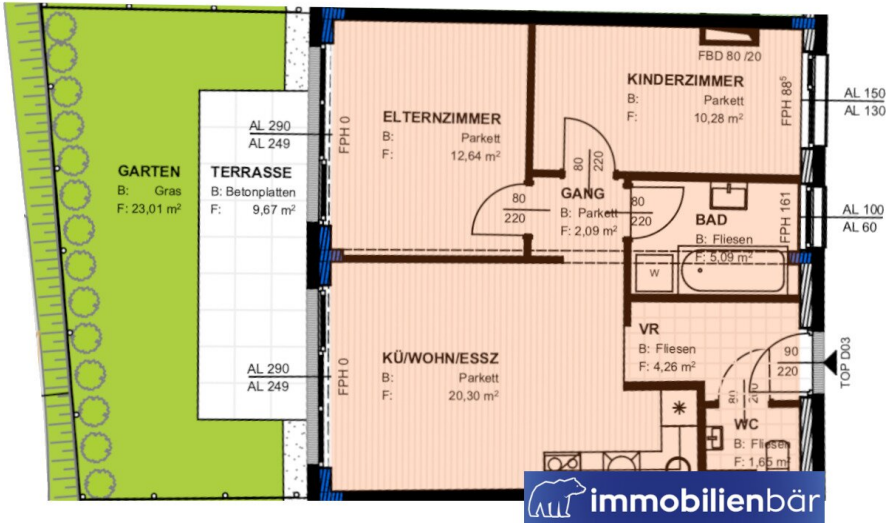 FBD 80 /20
KINDERZIMMER
B: Parkett
F: 10,28 m²
FPH 88⁵
AL 150
AL 130
ELTERNZIMMER
B: Parkett
F: 12,64 m²
FPH 0
AL 290
AL 249
GARTEN
B: Gras
F: 23,01 m²
TERRASSE
B: Betonplatten
F: 9,67 m²
80
220
GANG
B: Parkett
F: 2,09 m²
80
220
80
220
BAD
B: Fliesen
F: 5,09 m²
FPH 161
AL 100
AL 60
W
KÜ/WOHN/ESSZ
B: Parkett
F: 20,30 m²
FPH 0
AL 290
AL 249
VR
B: Fliesen
F: 4,26 m²
90
220
TOP D03
80
200
WC
B: Fliesen
F: 1,65 m²
immobilienbär